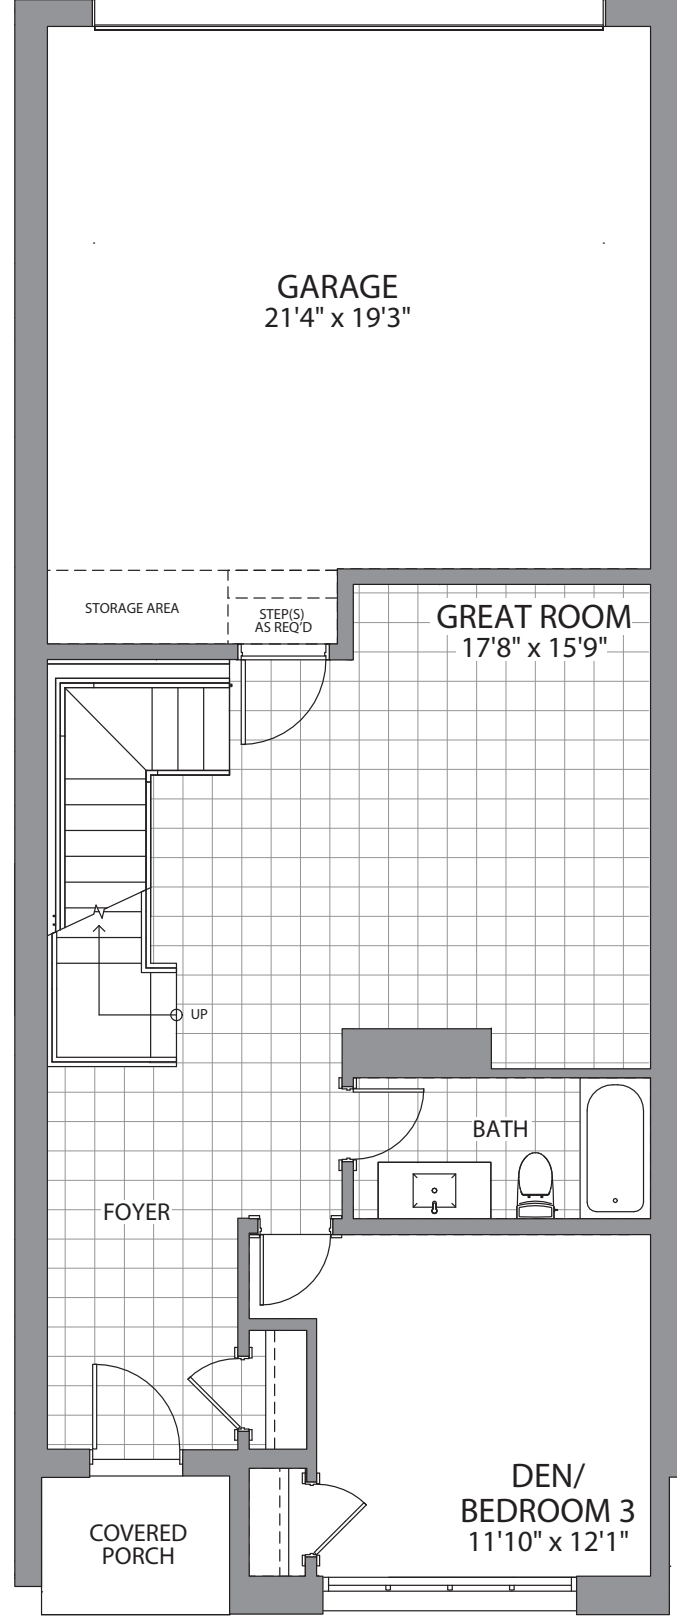 GARAGE
21'4" x 19'3"
STORAGE AREA
STEP(S)
AS REQ'D
GREAT ROOM
17'8" x 15'9"
UP
BATH
FOYER
DEN/
BEDROOM 3
11'10" x 12'1"
COVERED
PORCH